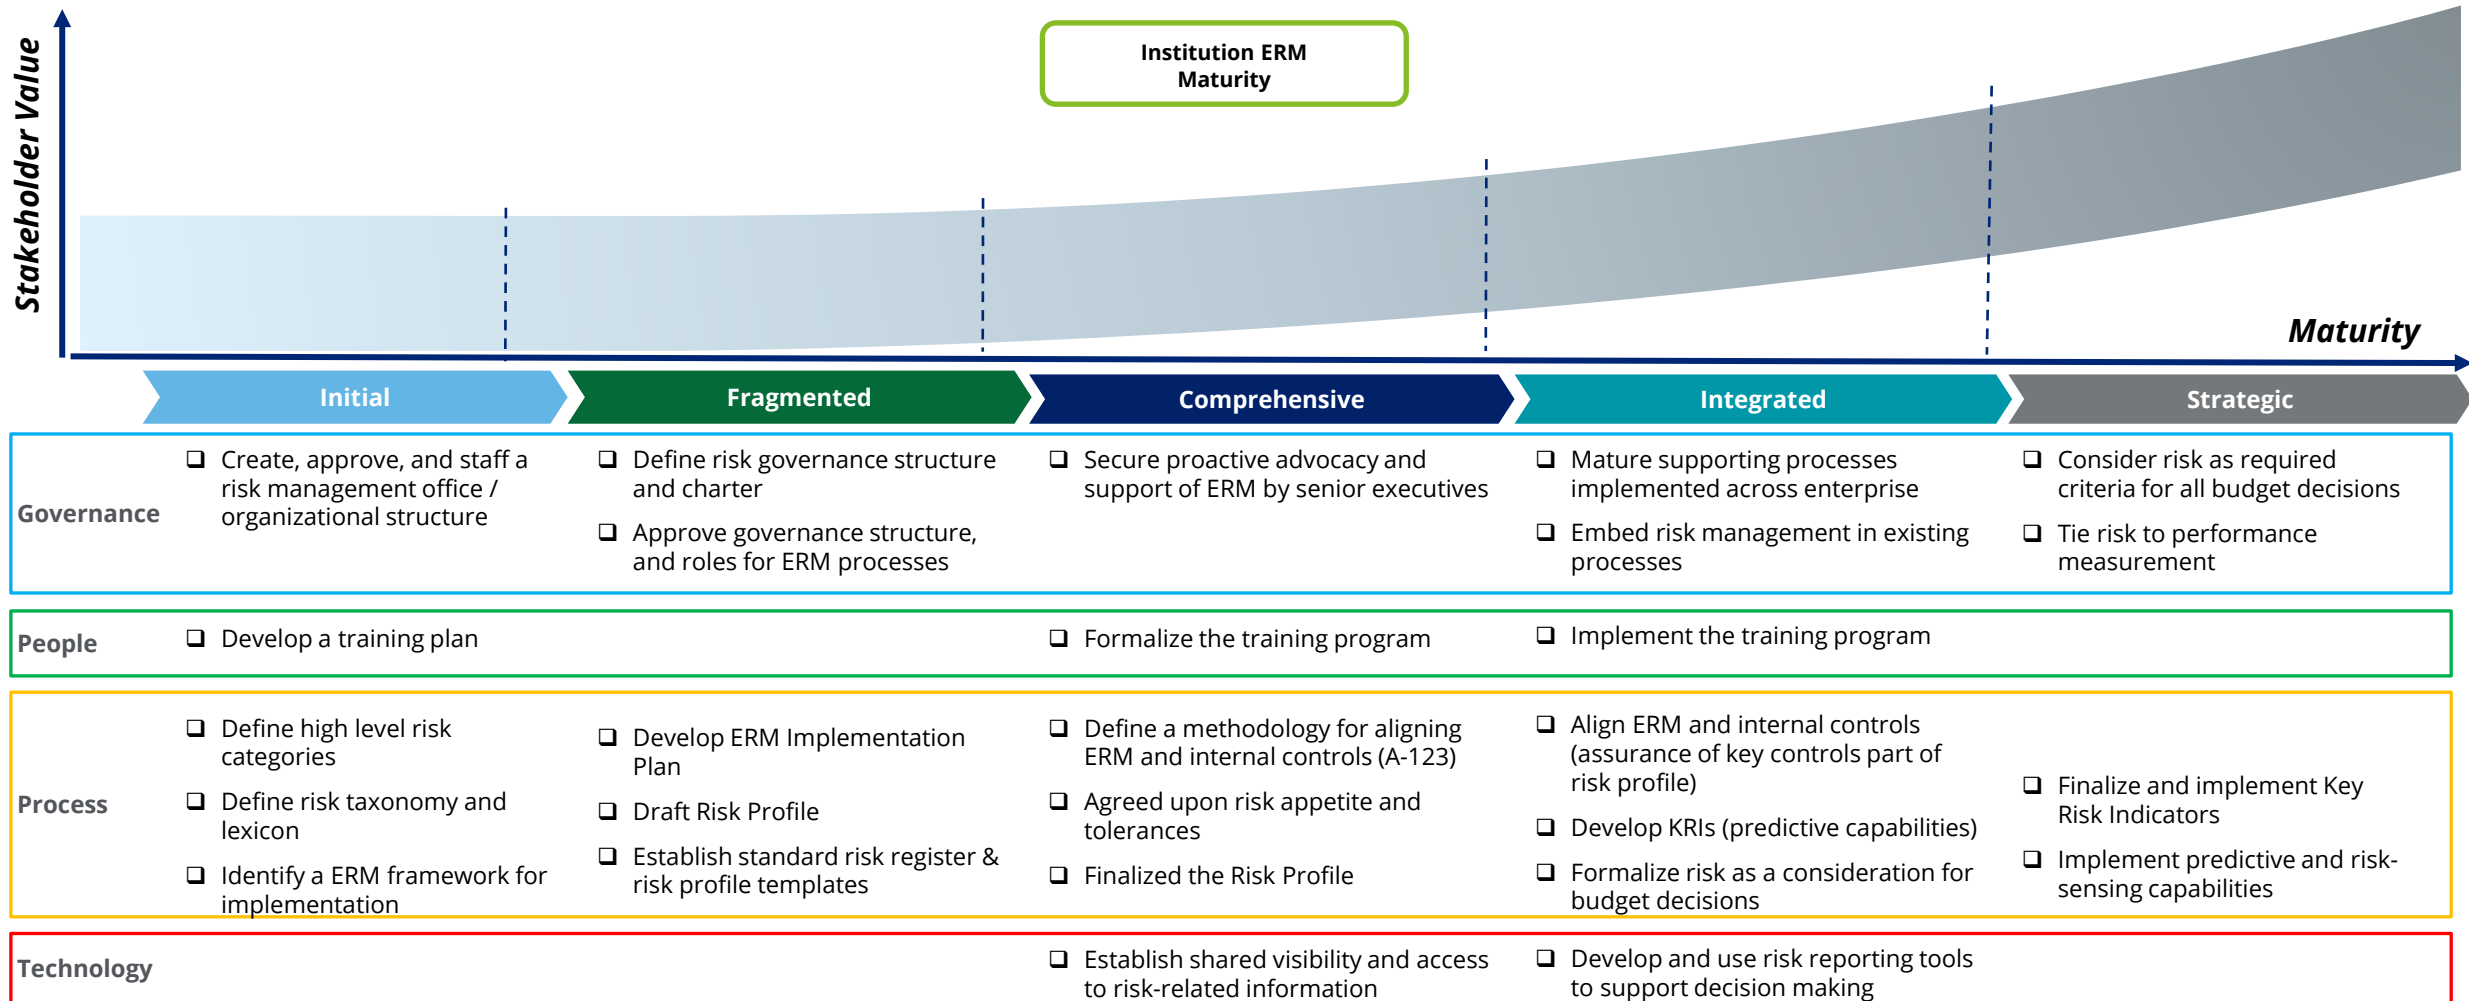 Stakeholder Value
Institution ERM
Maturity
Maturity
Initial
Fragmented
Comprehensive
Integrated
Strategic
Governance
❑ Create, approve, and staff a
risk management office /
organizational structure
❑ Define risk governance structure
and charter
❑ Approve governance structure,
and roles for ERM processes
❑ Secure proactive advocacy and
support of ERM by senior executives
❑ Mature supporting processes
implemented across enterprise
❑ Embed risk management in existing
processes
❑ Consider risk as required
criteria for all budget decisions
❑ Tie risk to performance
measurement
People
❑ Develop a training plan
❑ Formalize the training program
❑ Implement the training program
Process
❑ Define high level risk
categories
❑ Define risk taxonomy and
lexicon
❑ Identify a ERM framework for
implementation
❑ Develop ERM Implementation
Plan
❑ Draft Risk Profile
❑ Establish standard risk register &
risk profile templates
❑ Define a methodology for aligning
ERM and internal controls (A-123)
❑ Agreed upon risk appetite and
tolerances
❑ Finalized the Risk Profile
❑ Align ERM and internal controls
(assurance of key controls part of
risk profile)
❑ Develop KRIs (predictive capabilities)
❑ Formalize risk as a consideration for
budget decisions
❑ Finalize and implement Key
Risk Indicators
❑ Implement predictive and risk-
sensing capabilities
Technology
❑ Establish shared visibility and access
to risk-related information
❑ Develop and use risk reporting tools
to support decision making